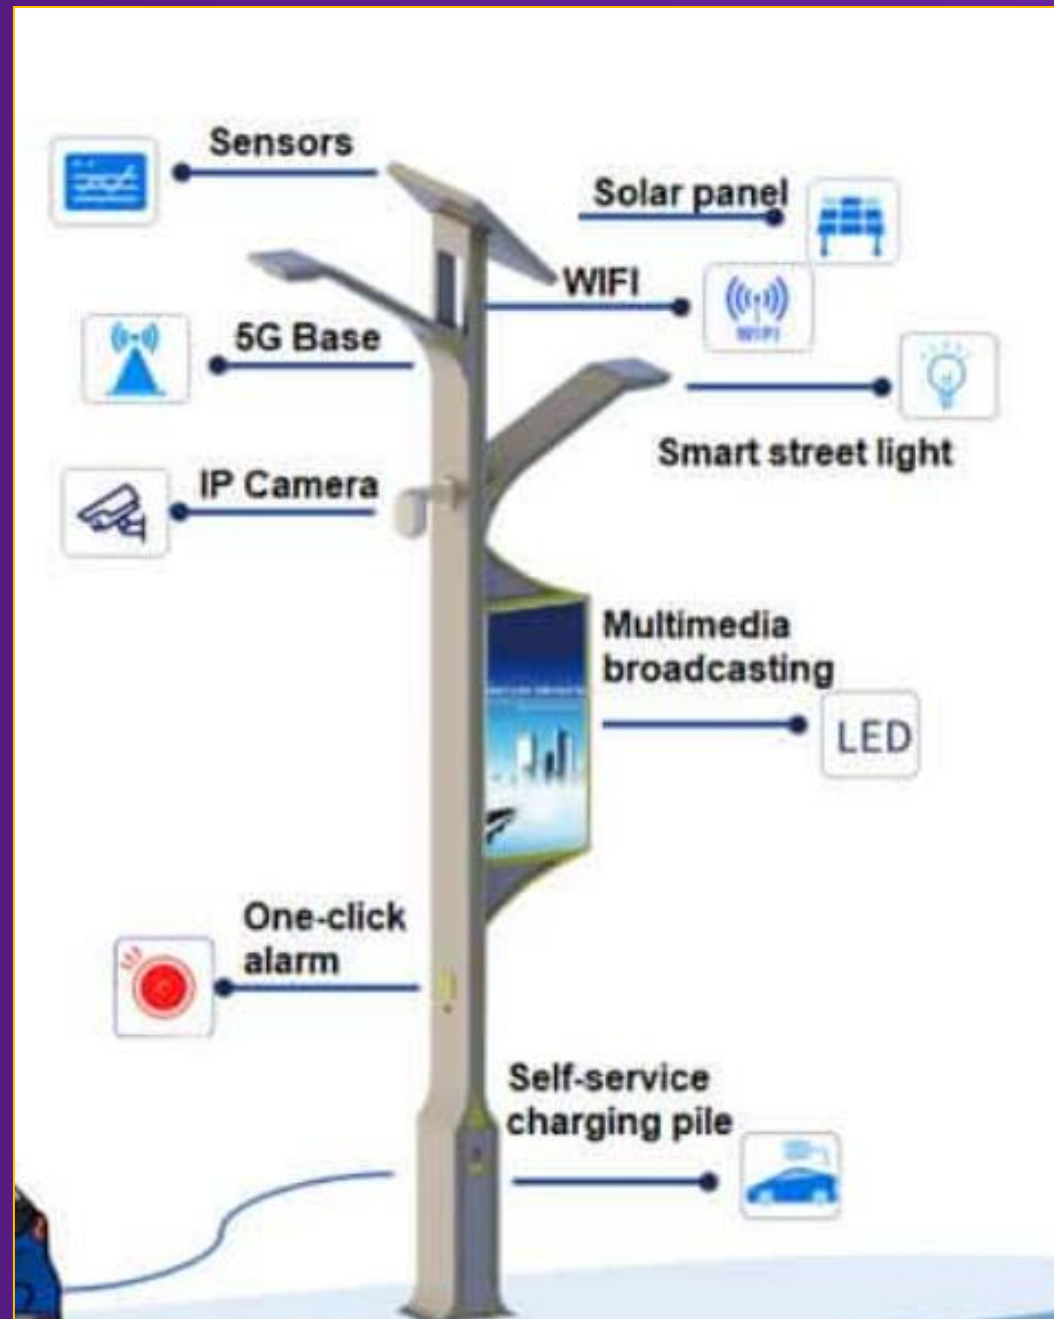 Sensors
Solar panel
WIFI
WIFI
5G Base
Smart street light
IP Camera
Multimedia
broadcasting
LED
One-click
alarm
Self-service
charging pile